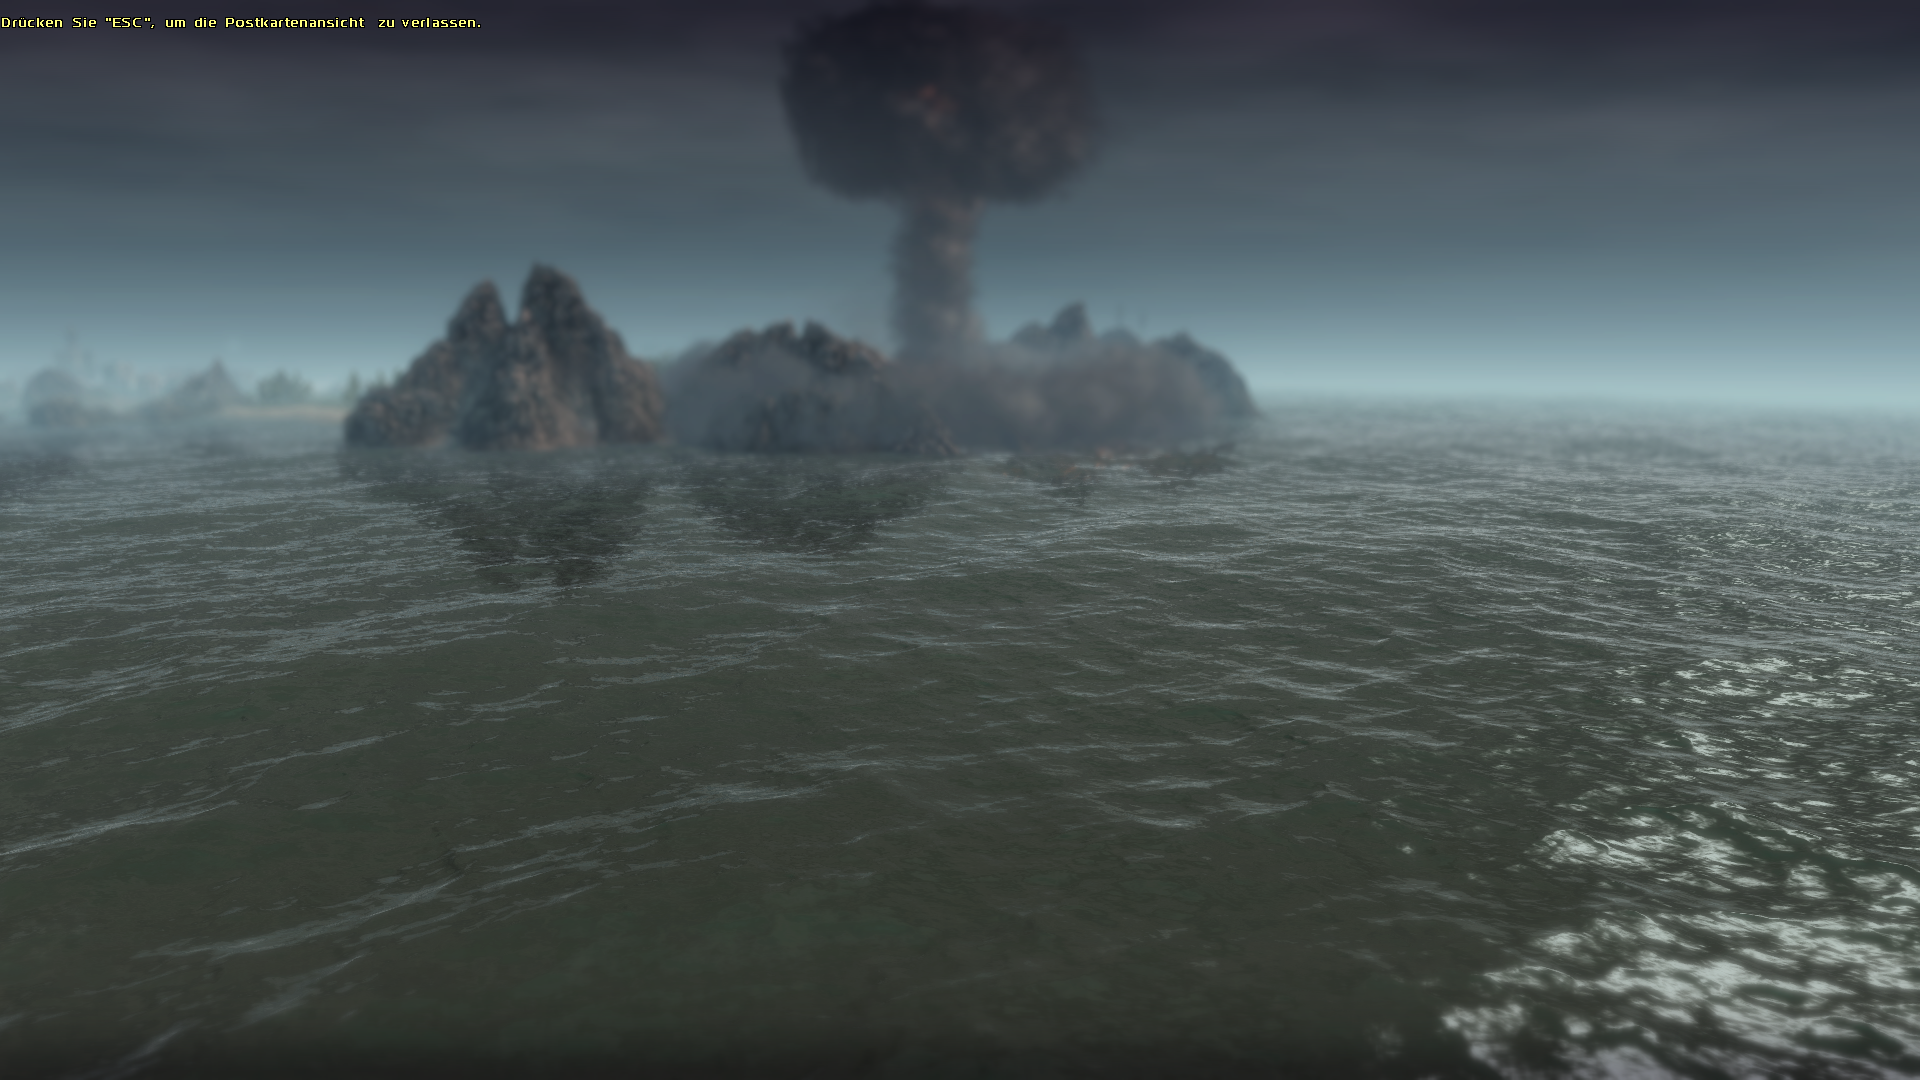 Drücken Sie "ESC", um die Postkartenansicht zu verlassen.